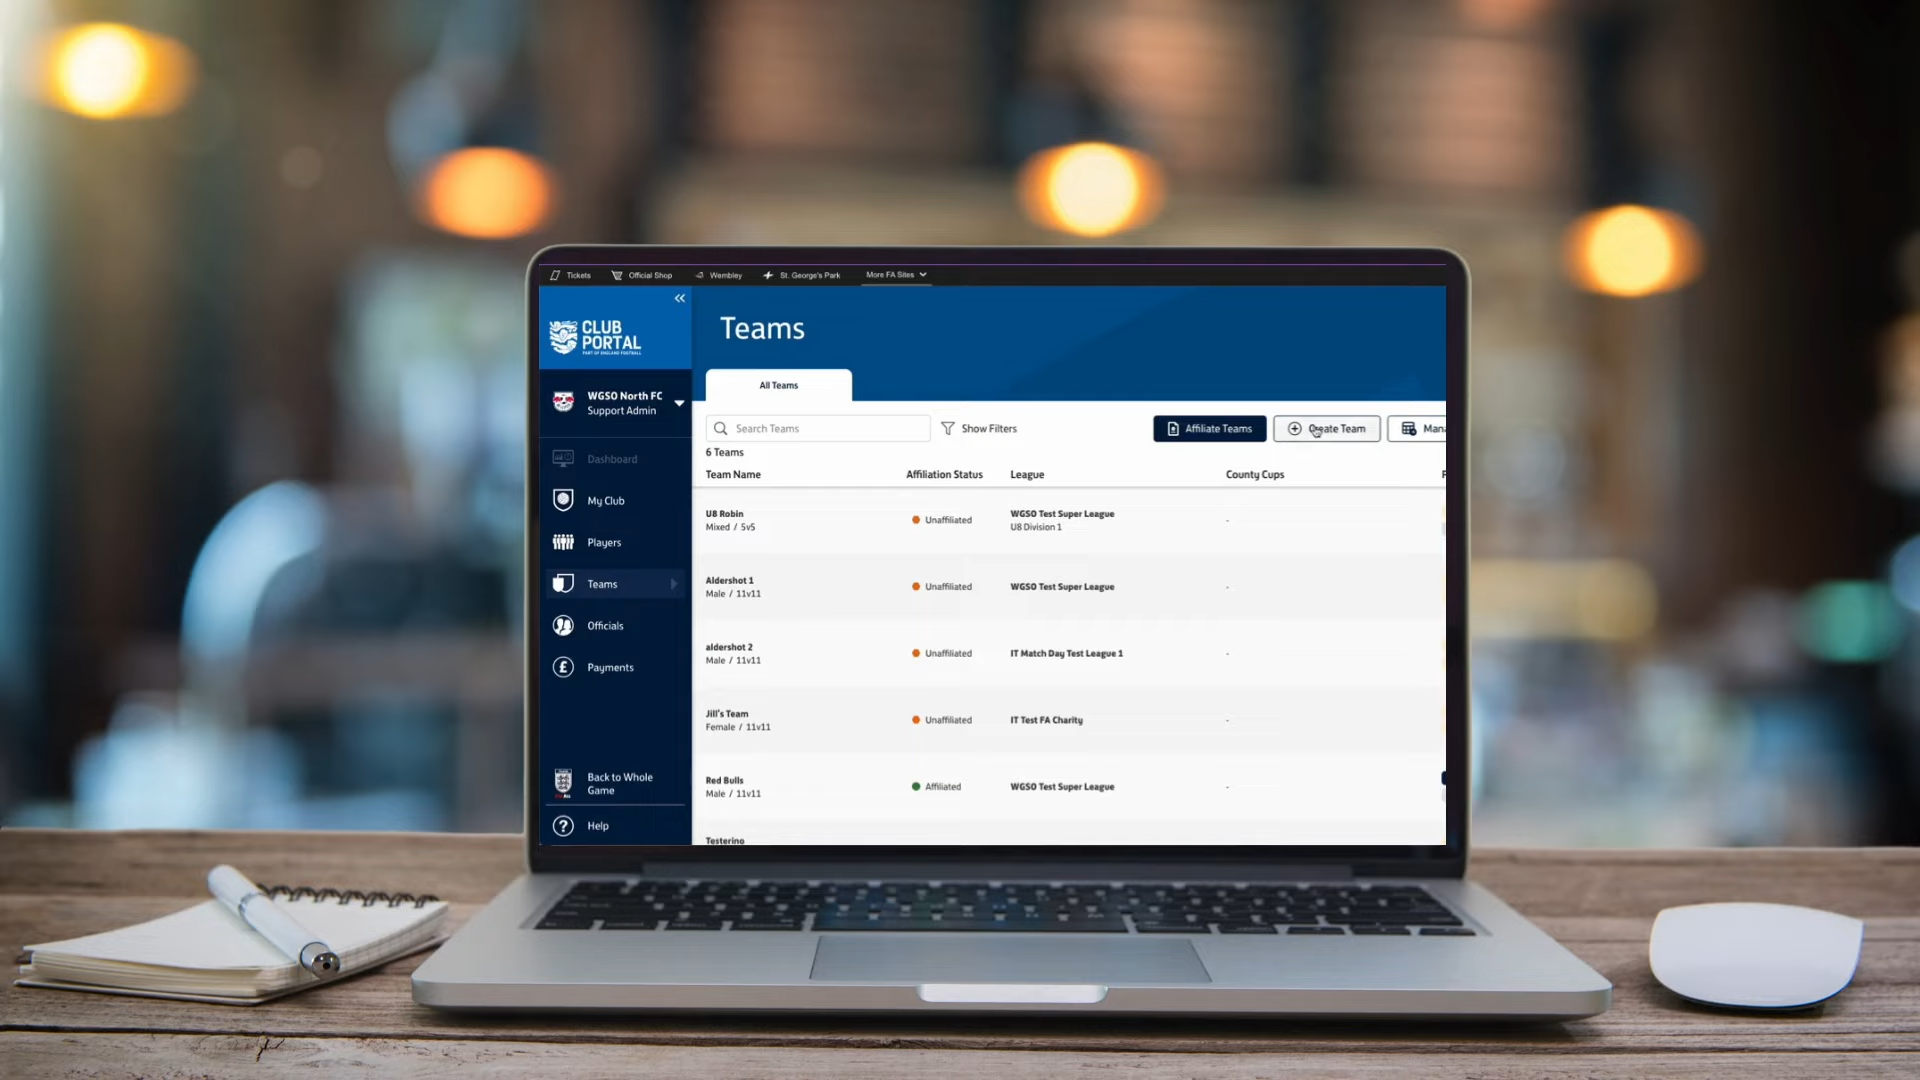 Tickets Official Shop Wembley St. George's Park More FA Sites
CLUB
PORTAL
PART OF ENGLAND FOOTBALL
WGSO North FC
Support Admin
Dashboard
My Club
Players
Teams
Officials
Payments
Back to Whole
Game
Help
Teams
All Teams
Search Teams Show Filters Affiliate Teams Create Team
6 Teams
Team Name Affiliation Status League County Cups
U8 Robin
Mixed / 5v5
Unaffiliated
WGSO Test Super League
U8 Division 1
-
Aldershot 1
Male / 11v11
Unaffiliated
WGSO Test Super League
-
aldershot 2
Male / 11v11
Unaffiliated
IT Match Day Test League 1
-
Jill's Team
Female / 11v11
Unaffiliated
IT Test FA Charity
-
Red Bulls
Male / 11v11
Affiliated
WGSO Test Super League
-
Testerino